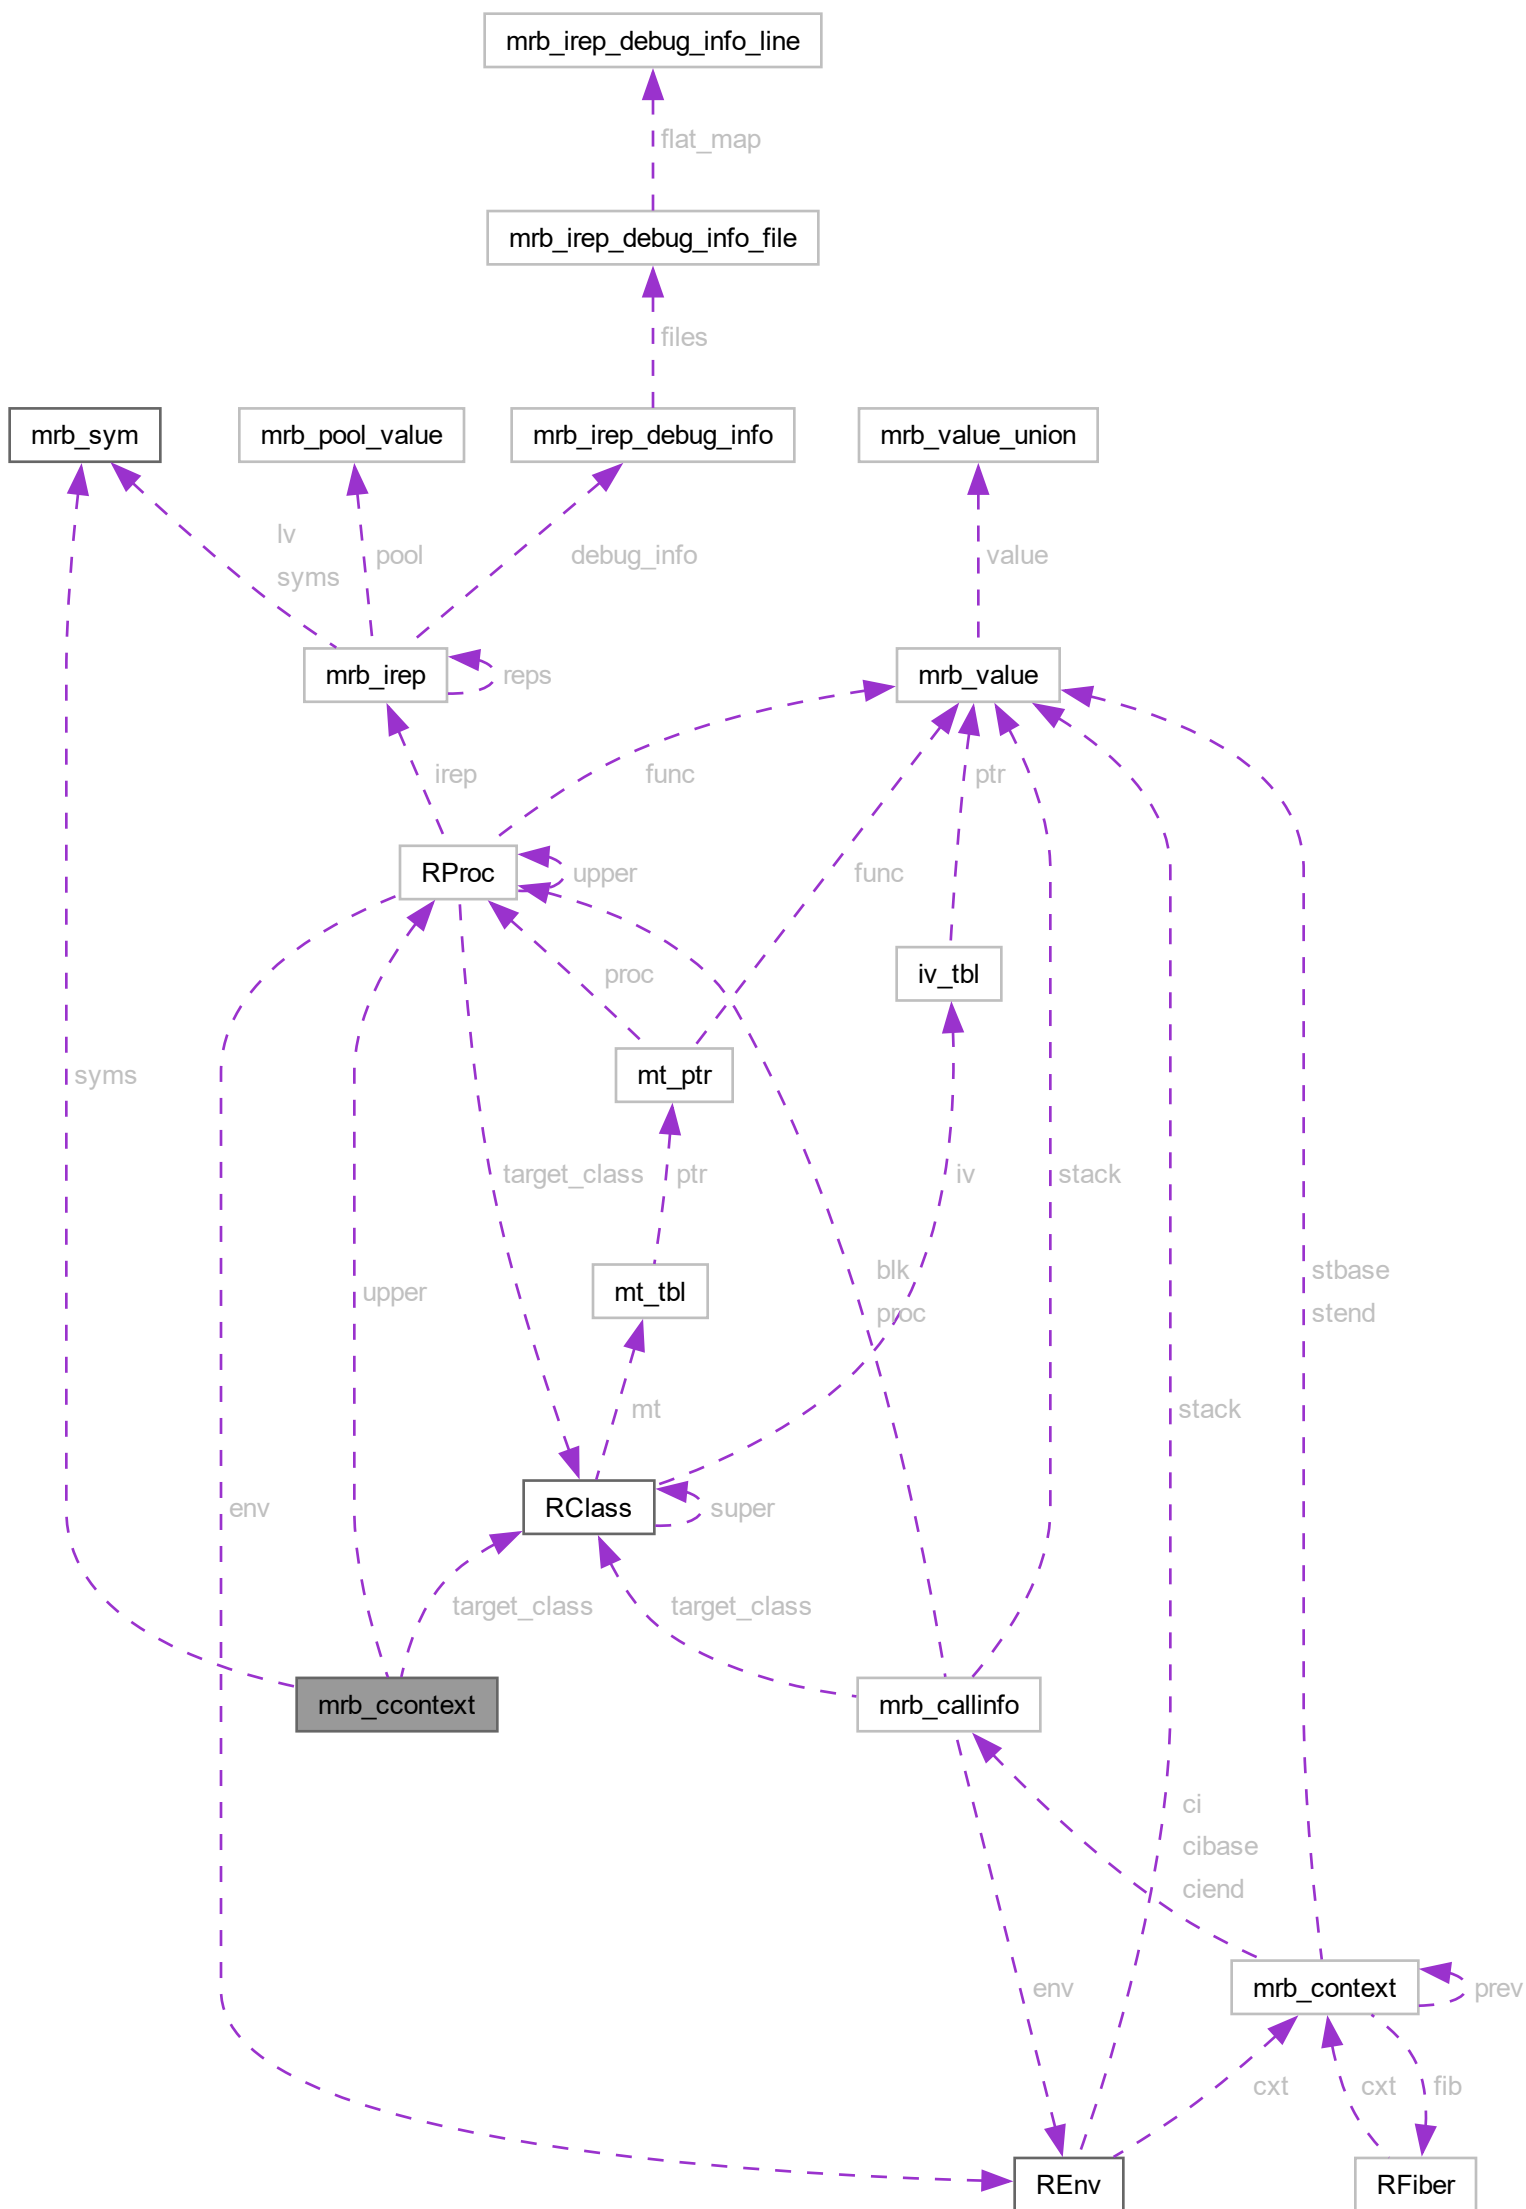 mrb_irep_debug_info_line
flat_map
mrb_irep_debug_info_file
files
mrb_sym
mrb_pool_value
mrb_irep_debug_info
mrb_value_union
lv
syms
pool
debug_info
value
mrb_irep
reps
mrb_value
irep
func
ptr
RProc
upper
func
proc
iv_tbl
syms
mt_ptr
target_class
ptr
iv
stack
upper
mt_tbl
blk
proc
stbase
stend
mt
stack
env
RClass
super
target_class
target_class
mrb_ccontext
mrb_callinfo
ci
cibase
ciend
env
mrb_context
prev
cxt
cxt
fib
REnv
RFiber